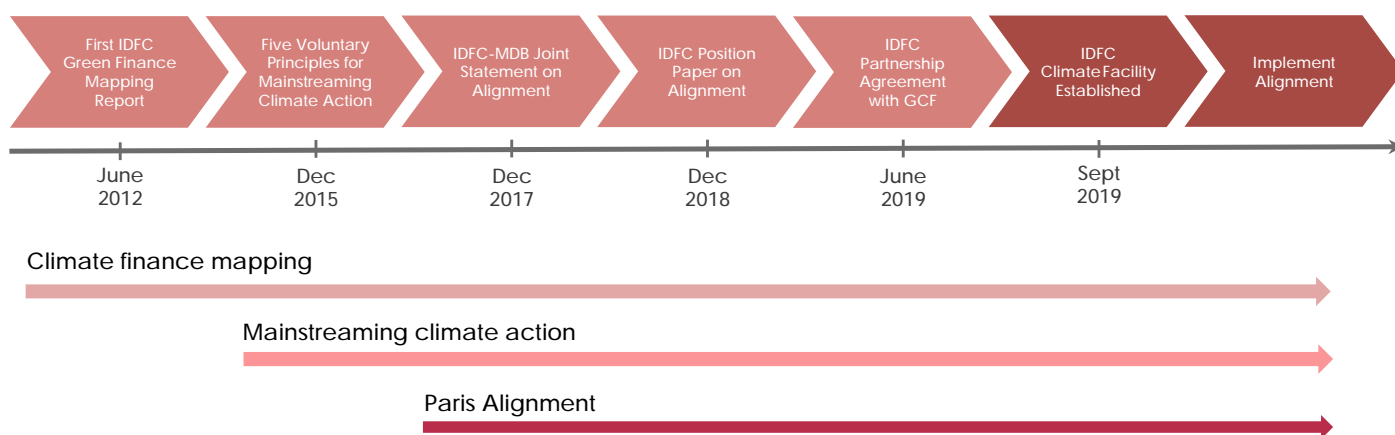 First IDFC
Green Finance
Mapping
Report
Five Voluntary
Principles for
Mainstreaming
Climate Action
IDFC-MDB Joint
Statement on
Alignment
IDFC Position
Paper on
Alignment
IDFC
Partnership
Agreement
with GCF
IDFC
Climate Facility
Established
Implement
Alignment
June
2012
Dec
2015
Dec
2017
Dec
2018
June
2019
Sept
2019
Climate finance mapping
Mainstreaming climate action
Paris Alignment